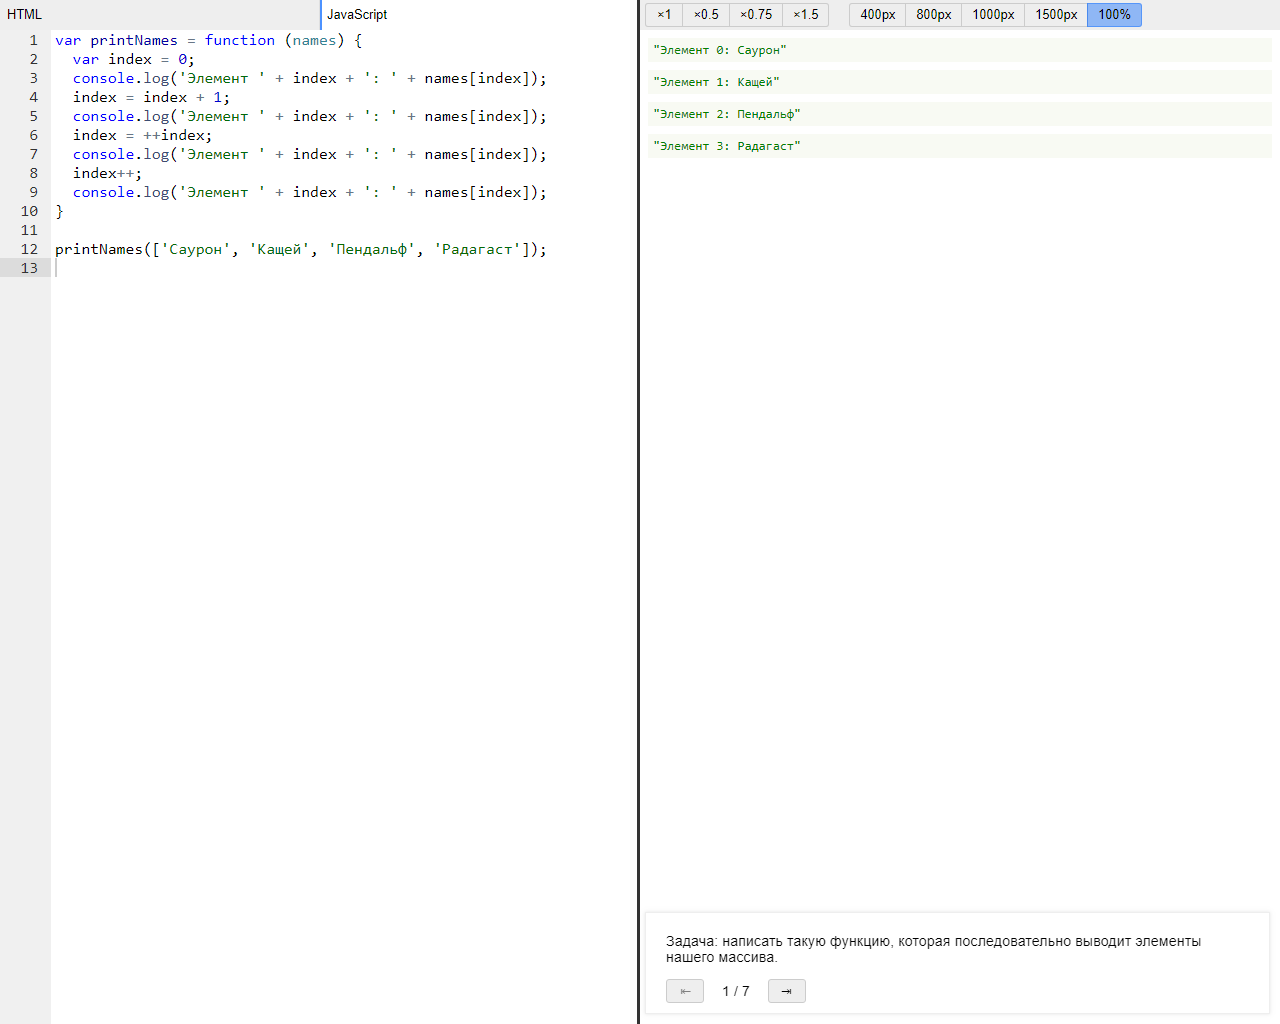 HTML
JavaScript
×1 ×0.5 ×0.75 ×1.5 400px 800px 1000px 1500px 100%
1 var printNames = function (names) {
2 var index = 0;
3 console.log('Элемент ' + index + ': ' + names[index]);
4 index = index + 1;
5 console.log('Элемент ' + index + ': ' + names[index]);
6 index = ++index;
7 console.log('Элемент ' + index + ': ' + names[index]);
8 index++;
9 console.log('Элемент ' + index + ': ' + names[index]);
10 }
11
12 printNames(['Саурон', 'Кащей', 'Пендальф', 'Радагаст']);
13
"Элемент 0: Саурон"
"Элемент 1: Кащей"
"Элемент 2: Пендальф"
"Элемент 3: Радагаст"
Задача: написать такую функцию, которая последовательно выводит элементы
нашего массива.
⇤ 1 / 7 ⇥